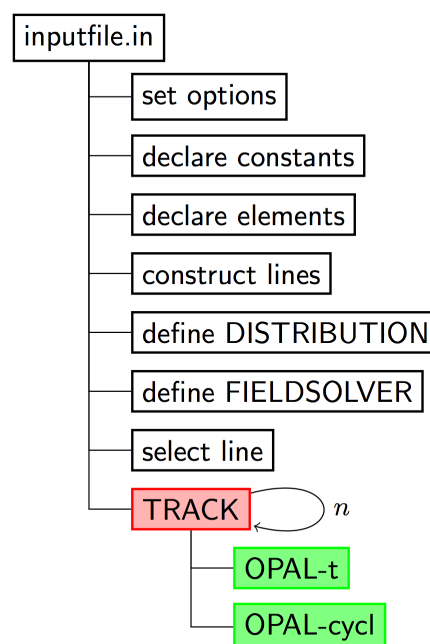 inputfile.in
set options
declare constants
declare elements
construct lines
define DISTRIBUTION
define FIELDSOLVER
select line
TRACK n
OPAL-t
OPAL-cycl